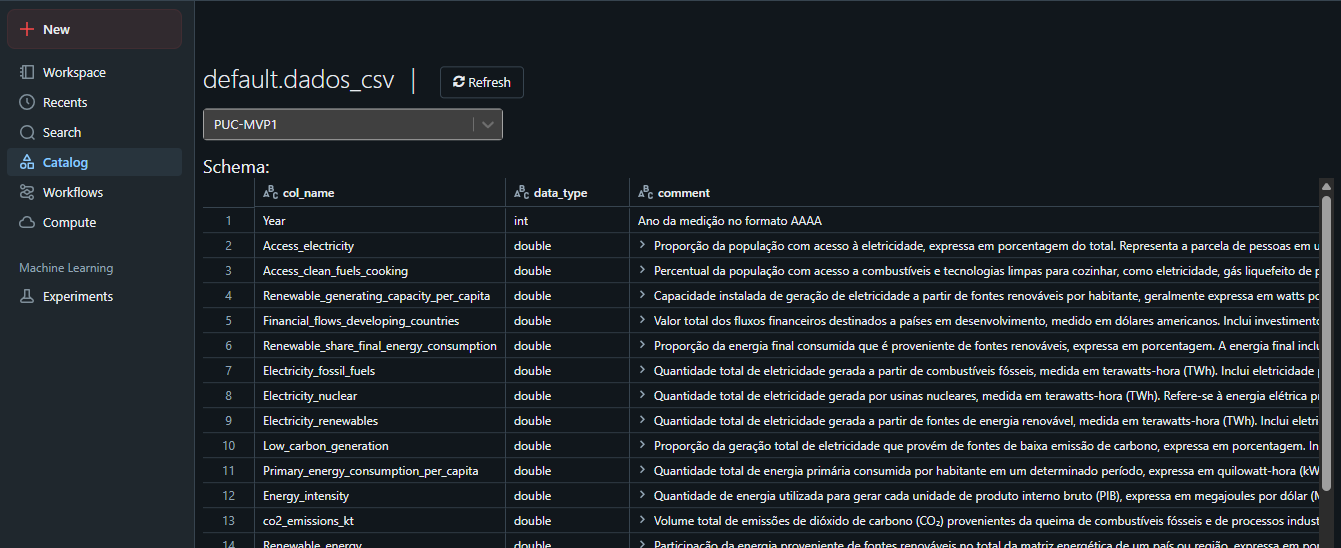 New
Workspace
Recents
Search
Catalog
Workflows
Compute
Machine Learning
Experiments
default.dados_csv
Refresh
PUC-MVP1
Schema:
col_name data_type comment
1 Year int Ano da medição no formato AAAA
2 Access_electricity double Proporção da população com acesso à eletricidade, expressa em porcentagem do total. Representa a parcela de pessoas em u
3 Access_clean_fuels_cooking double Percentual da população com acesso a combustíveis e tecnologias limpas para cozinhar, como eletricidade, gás liquefeito de p
4 Renewable_generating_capacity_per_capita double Capacidade instalada de geração de eletricidade a partir de fontes renováveis por habitante, geralmente expressa em watts po
5 Financial_flows_developing_countries double Valor total dos fluxos financeiros destinados a países em desenvolvimento, medido em dólares americanos. Inclui investimento
6 Renewable_share_final_energy_consumption double Proporção da energia final consumida que é proveniente de fontes renováveis, expressa em porcentagem. A energia final inclu
7 Electricity_fossil_fuels double Quantidade total de eletricidade gerada a partir de combustíveis fósseis, medida em terawatts-hora (TWh). Inclui eletricidade
8 Electricity_nuclear double Quantidade total de eletricidade gerada por usinas nucleares, medida em terawatts-hora (TWh). Refere-se à energia elétrica pr
9 Electricity_renewables double Quantidade total de eletricidade gerada a partir de fontes de energia renovável, medida em terawatts-hora (TWh). Inclui eletri
10 Low_carbon_generation double Proporção da geração total de eletricidade que provém de fontes de baixa emissão de carbono, expressa em porcentagem. In
11 Primary_energy_consumption_per_capita double Quantidade total de energia primária consumida por habitante em um determinado período, expressa em quilowatt-hora (kW
12 Energy_intensity double Quantidade de energia utilizada para gerar cada unidade de produto interno bruto (PIB), expressa em megajoules por dólar (M
13 co2_emissions_kt double Volume total de emissões de dióxido de carbono (CO₂) provenientes da queima de combustíveis fósseis e de processos indust
14 Renewable_energy double Participação da energia proveniente de fontes renováveis no total da matriz energética de um país ou região, expressa em por